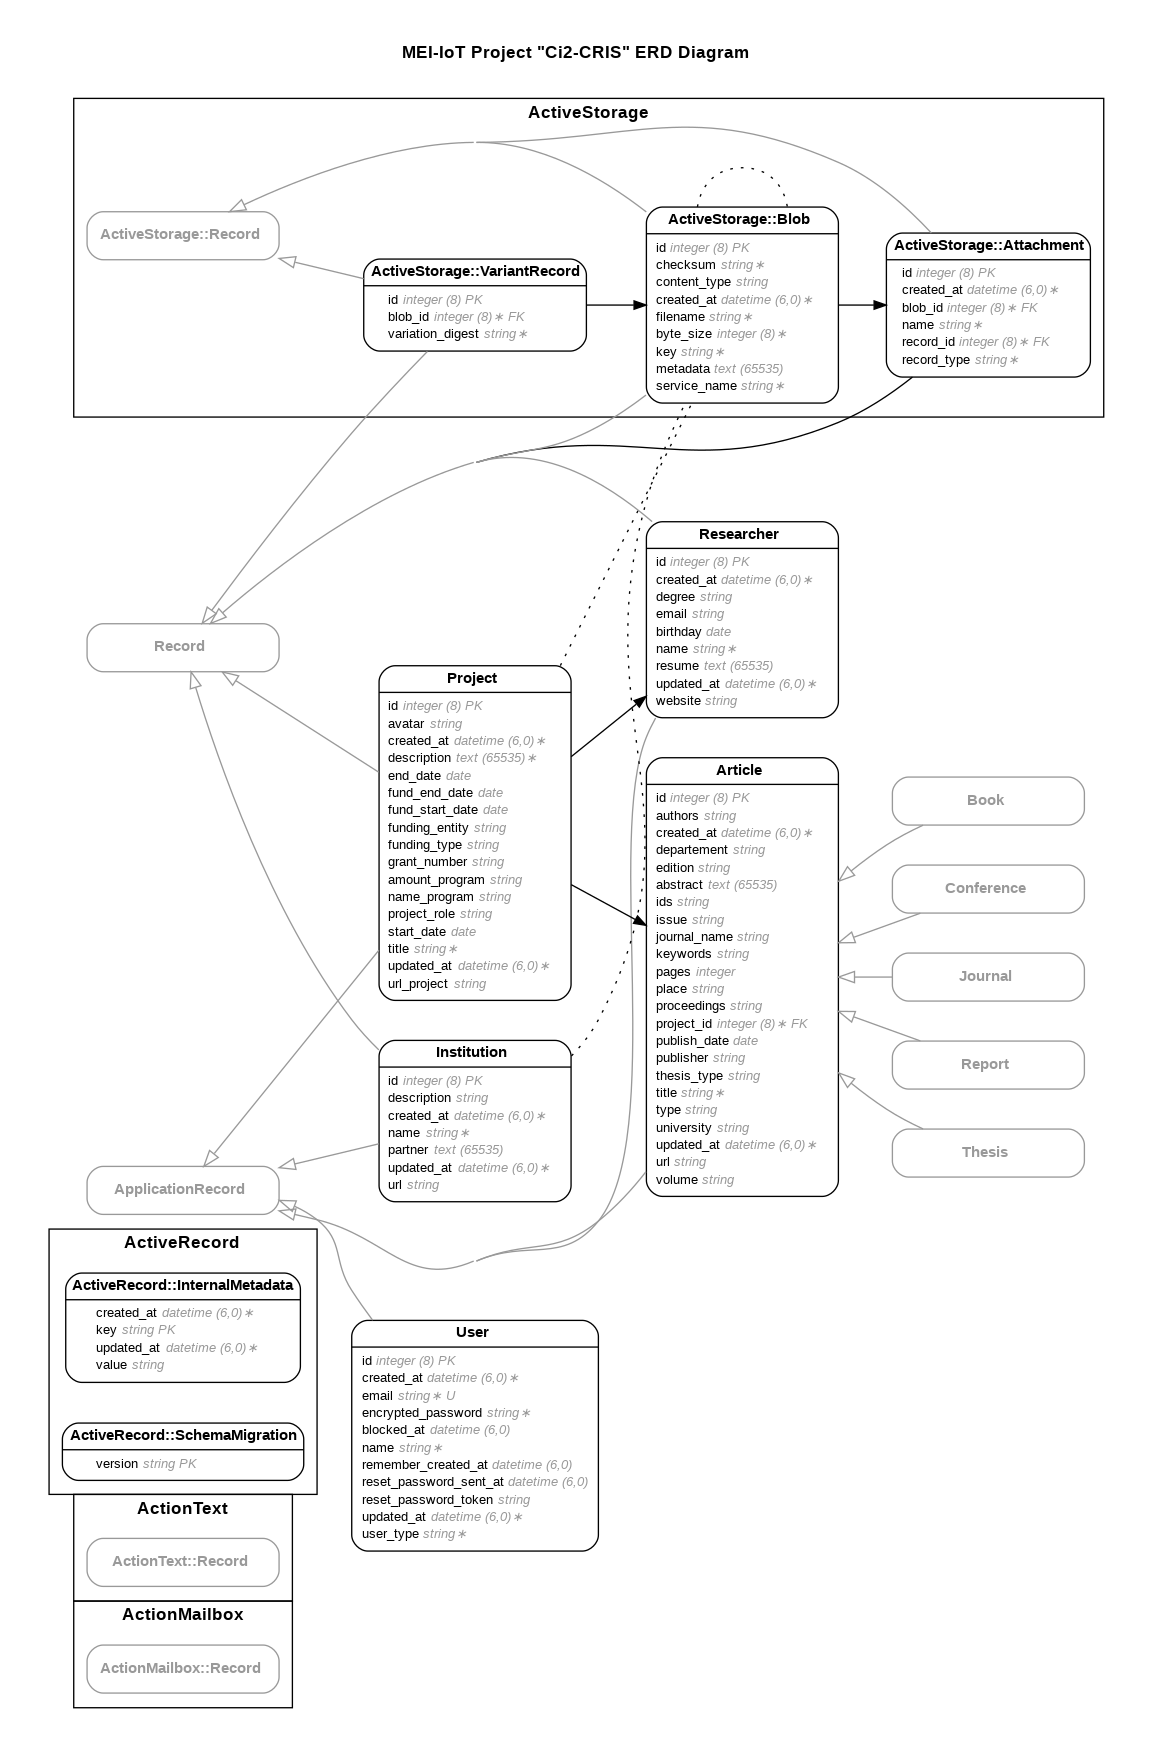 MEI-IoT Project "Ci2-CRIS" ERD Diagram
ActiveStorage
ActiveStorage::Record
ActiveStorage::VariantRecord
id integer (8) PK
blob_id integer (8)∗ FK
variation_digest string∗
ActiveStorage::Blob
id integer (8) PK
checksum string∗
content_type string
created_at datetime (6,0)∗
filename string∗
byte_size integer (8)∗
key string∗
metadata text (65535)
service_name string∗
ActiveStorage::Attachment
id integer (8) PK
created_at datetime (6,0)∗
blob_id integer (8)∗ FK
name string∗
record_id integer (8)∗ FK
record_type string∗
Record
Researcher
id integer (8) PK
created_at datetime (6,0)∗
degree string
email string
birthday date
name string∗
resume text (65535)
updated_at datetime (6,0)∗
website string
Project
id integer (8) PK
avatar string
created_at datetime (6,0)∗
description text (65535)∗
end_date date
fund_end_date date
fund_start_date date
funding_entity string
funding_type string
grant_number string
amount_program string
name_program string
project_role string
start_date date
title string∗
updated_at datetime (6,0)∗
url_project string
Article
id integer (8) PK
authors string
created_at datetime (6,0)∗
departement string
edition string
abstract text (65535)
ids string
issue string
journal_name string
keywords string
pages integer
place string
proceedings string
project_id integer (8)∗ FK
publish_date date
publisher string
thesis_type string
title string∗
type string
university string
updated_at datetime (6,0)∗
url string
volume string
Book
Conference
Journal
Report
Thesis
Institution
id integer (8) PK
description string
created_at datetime (6,0)∗
name string∗
partner text (65535)
updated_at datetime (6,0)∗
url string
ApplicationRecord
ActiveRecord
ActiveRecord::InternalMetadata
created_at datetime (6,0)∗
key string PK
updated_at datetime (6,0)∗
value string
ActiveRecord::SchemaMigration
version string PK
User
id integer (8) PK
created_at datetime (6,0)∗
email string∗ U
encrypted_password string∗
blocked_at datetime (6,0)
name string∗
remember_created_at datetime (6,0)
reset_password_sent_at datetime (6,0)
reset_password_token string
updated_at datetime (6,0)∗
user_type string∗
ActionText
ActionText::Record
ActionMailbox
ActionMailbox::Record